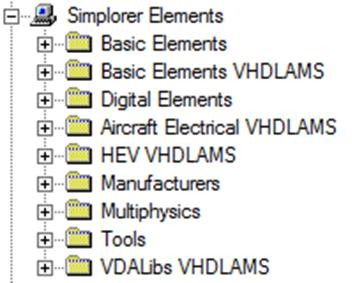 Simplorer Elements
Basic Elements
Basic Elements VHDLAMS
Digital Elements
Aircraft Electrical VHDLAMS
HEV VHDLAMS
Manufacturers
Multiphysics
Tools
VDALibs VHDLAMS